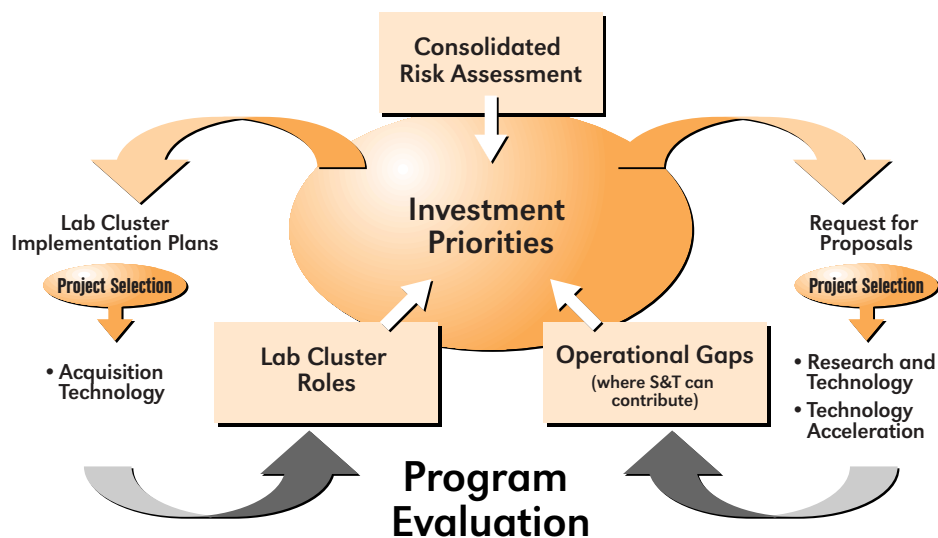 Consolidated
Risk Assessment
Investment
Priorities
Lab Cluster
Implementation Plans
Project Selection
• Acquisition
Technology
Request for
Proposals
Project Selection
• Research and
Technology
• Technology
Acceleration
Lab Cluster
Roles
Operational Gaps
(where S&T can
contribute)
Program
Evaluation